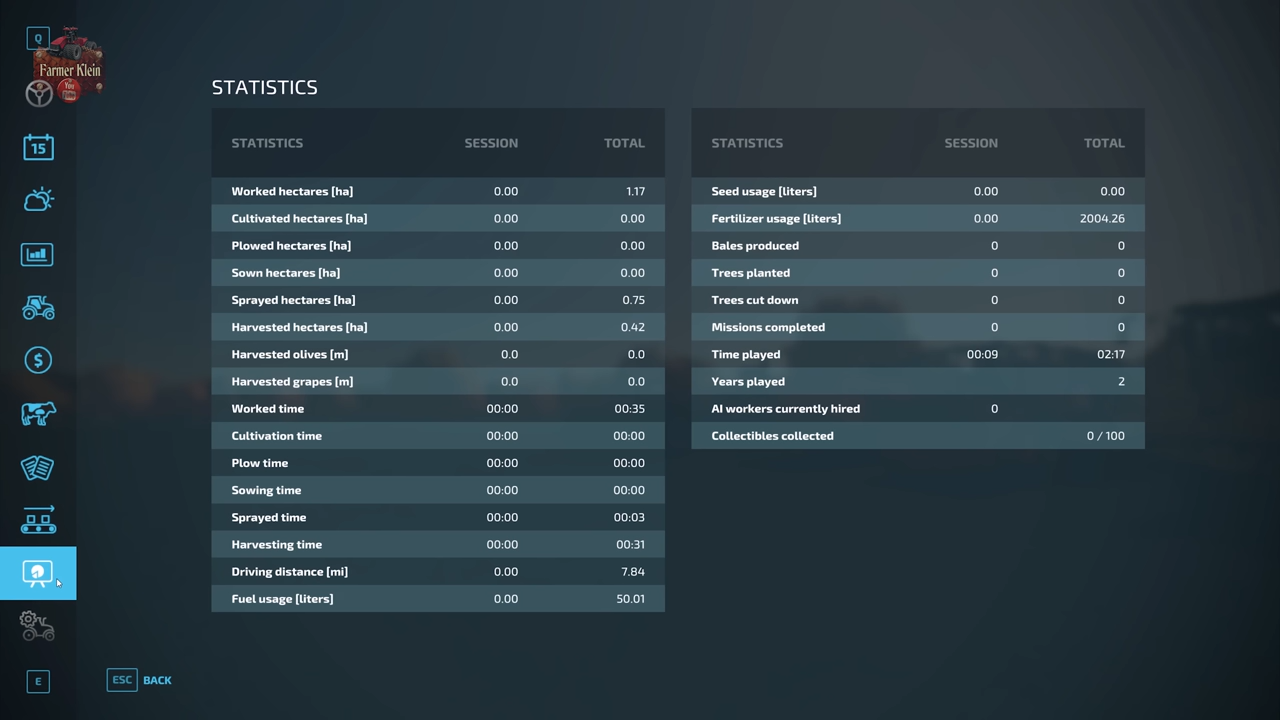 Q
Farmer Klein
You
Tube
15
$
E
STATISTICS
STATISTICS SESSION TOTAL
Worked hectares [ha] 0.00 1.17
Cultivated hectares [ha] 0.00 0.00
Plowed hectares [ha] 0.00 0.00
Sown hectares [ha] 0.00 0.00
Sprayed hectares [ha] 0.00 0.75
Harvested hectares [ha] 0.00 0.42
Harvested olives [m] 0.0 0.0
Harvested grapes [m] 0.0 0.0
Worked time 00:00 00:35
Cultivation time 00:00 00:00
Plow time 00:00 00:00
Sowing time 00:00 00:00
Sprayed time 00:00 00:03
Harvesting time 00:00 00:31
Driving distance [mi] 0.00 7.84
Fuel usage [liters] 0.00 50.01
STATISTICS SESSION TOTAL
Seed usage [liters] 0.00 0.00
Fertilizer usage [liters] 0.00 2004.26
Bales produced 0 0
Trees planted 0 0
Trees cut down 0 0
Missions completed 0 0
Time played 00:09 02:17
Years played 2
AI workers currently hired 0
Collectibles collected 0 / 100
ESC BACK